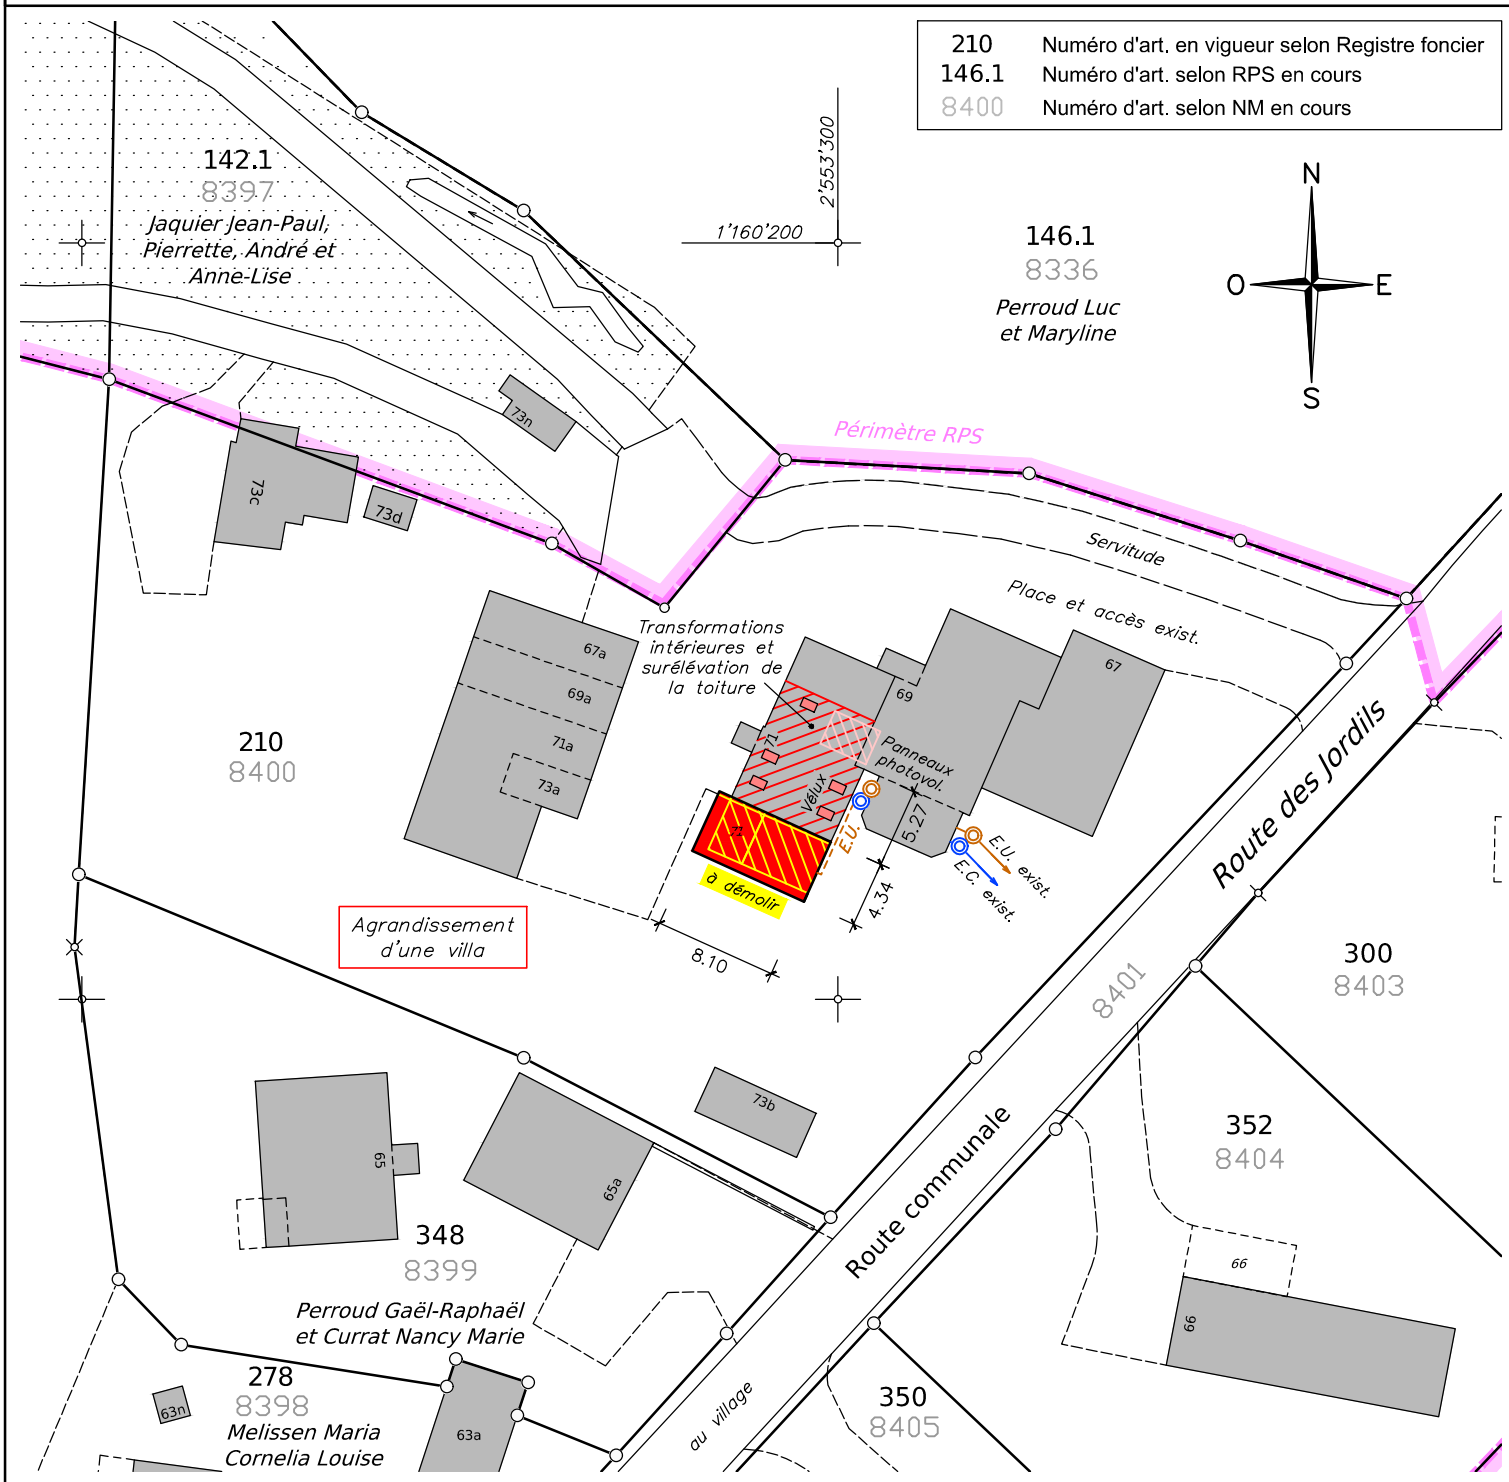 210 Numéro d'art. en vigueur selon Registre foncier
146.1 Numéro d'art. selon RPS en cours
8400 Numéro d'art. selon NM en cours
2'553'300
1'160'200
142.1
8397
Jaquier Jean-Paul,
Pierrette, André et
Anne-Lise
146.1
8336
Perroud Luc
et Maryline
N
O E
S
73n
Périmètre RPS
73c
73d
Servitude
Place et accès exist.
Transformations
intérieures et
surélévation de
la toiture
67a
69a
71a
73a
67
69
71
Panneaux
photovol.
Vélux
71
E.U.
5.27
4.34
8.10
E.U. exist.
E.C. exist.
à démolir
210
8400
Agrandissement
d'une villa
Route des Jordils
8401
300
8403
73b
65
65a
348
8399
Perroud Gaël-Raphaël
et Currat Nancy Marie
Route communale
352
8404
66
66
278
8398
Melissen Maria
Cornelia Louise
63n
63a
au village
350
8405